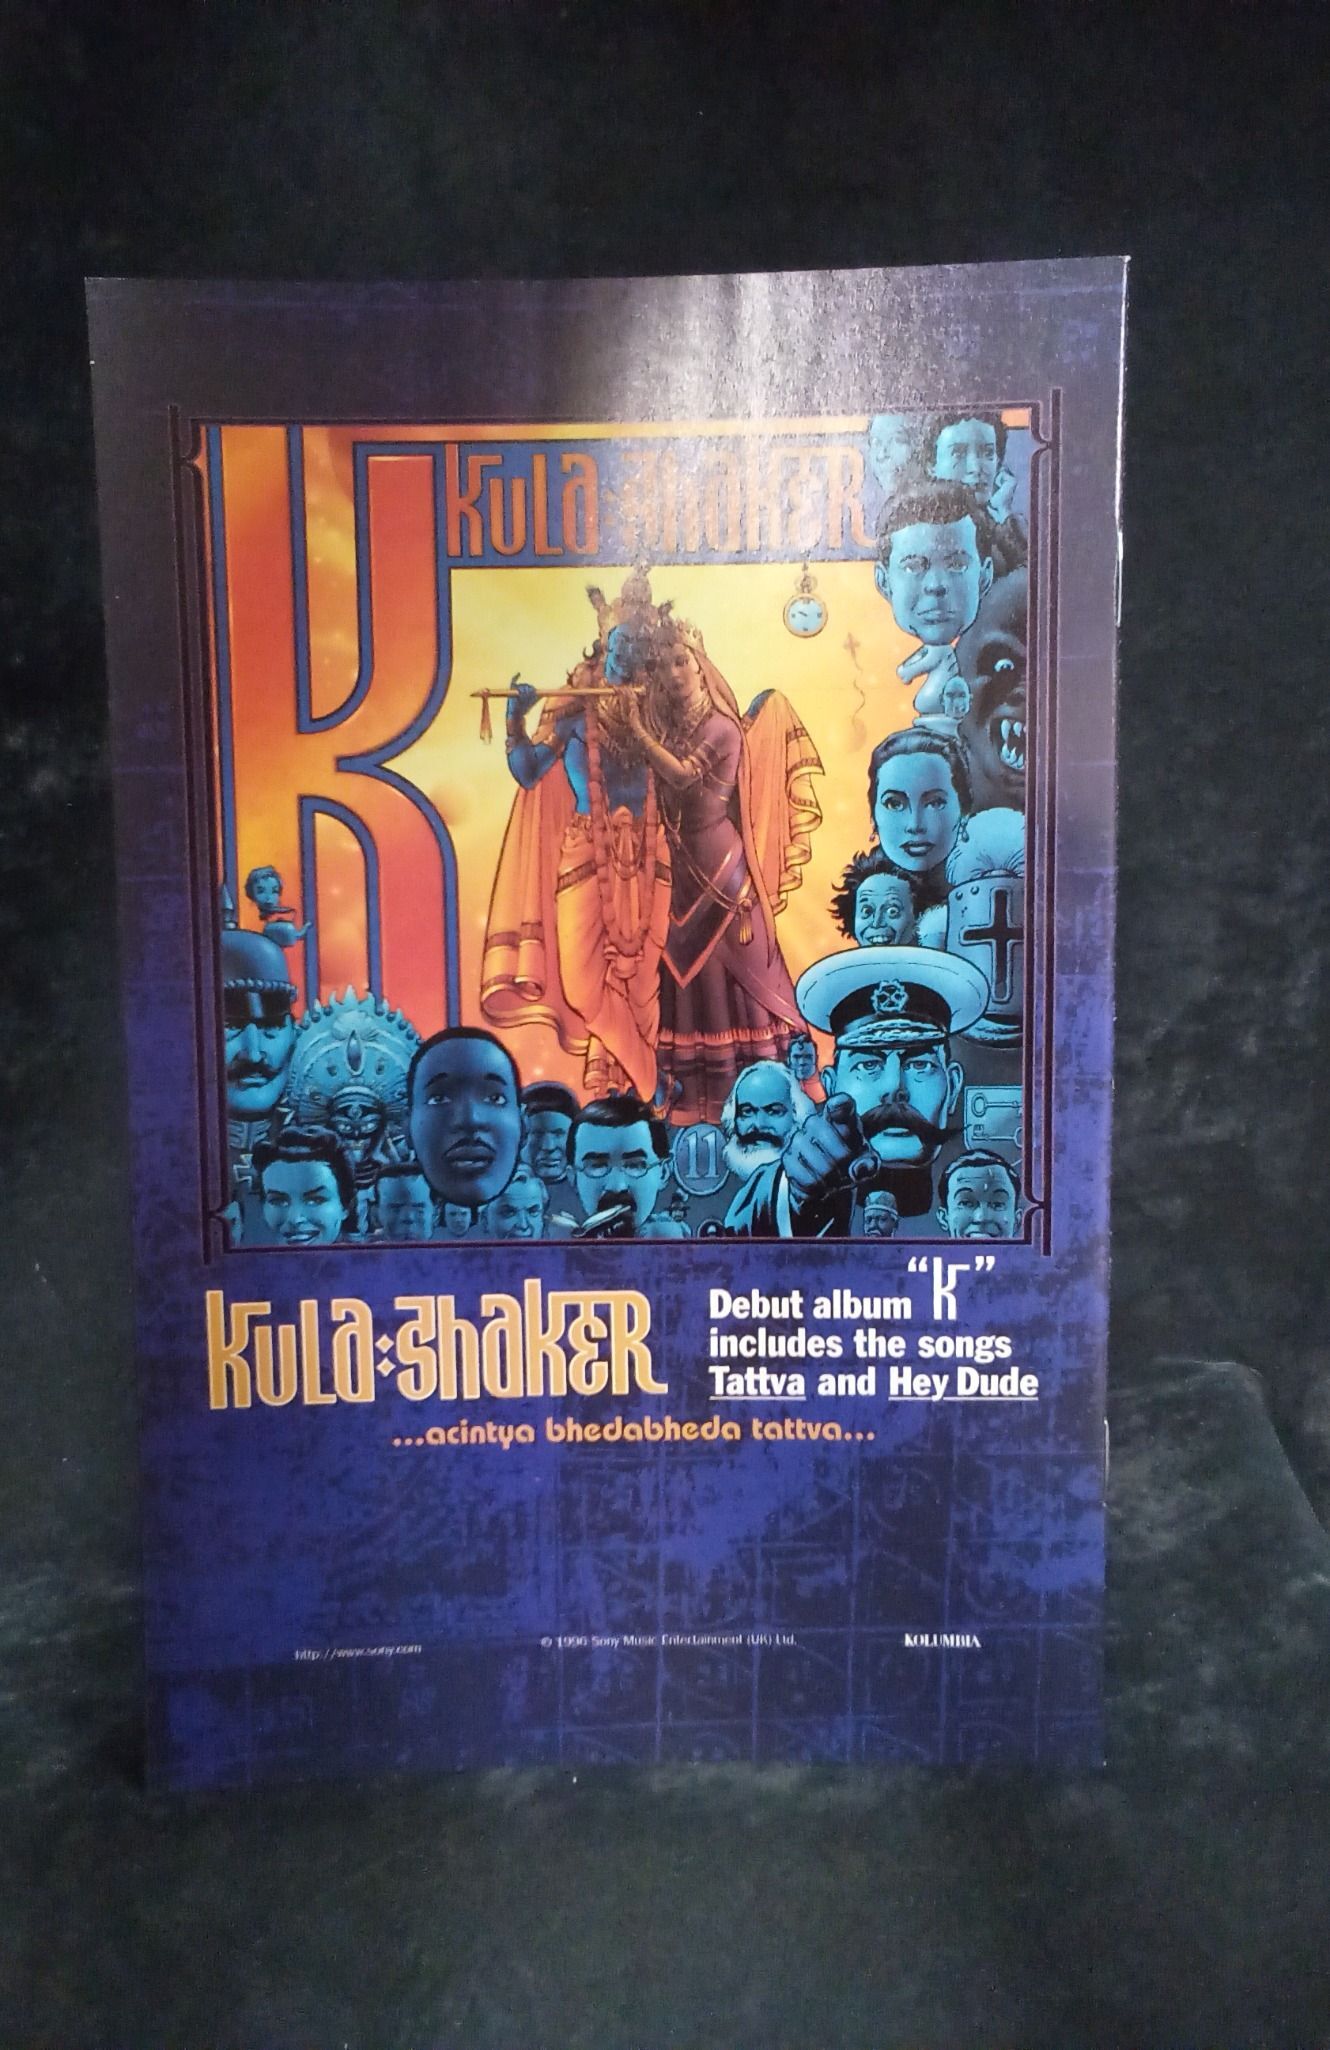 K
KULA:SHAKER
11
KULA:SHAKER
Debut album "K"
includes the songs
Tattva and Hey Dude
...acintya bhedabheda tattva...
http://www.sony.com
© 1996 Sony Music Entertainment (UK) Ltd.
KOLUMBIA